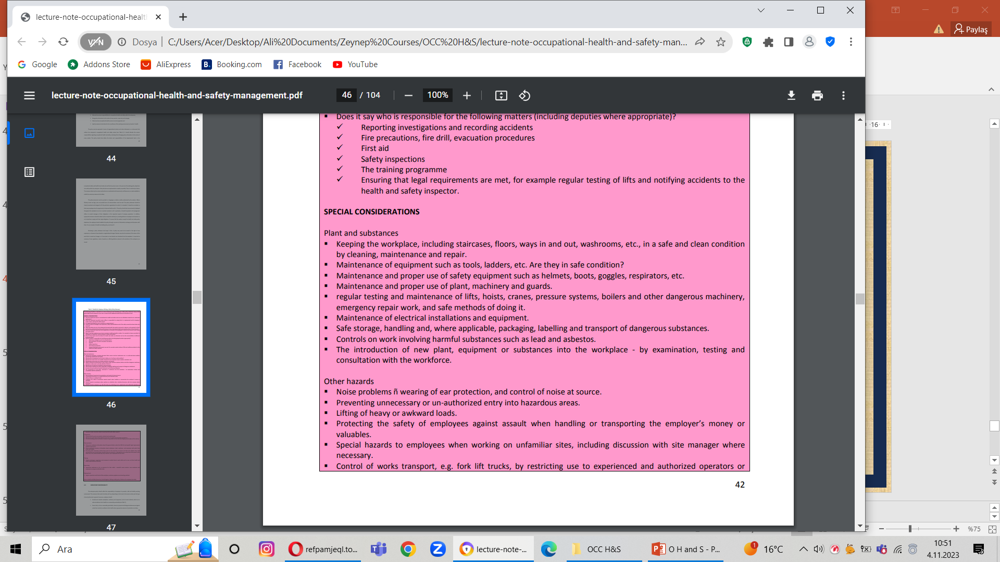 lecture-note-occupational-healt
Paylaş
VPN
Dosya
C:/Users/Acer/Desktop/Ali%20Documents/Zeynep%20Courses/OCC%20H&S/lecture-note-occupational-health-and-safety-man...
Google
Addons Store
AliExpress
Booking.com
Facebook
YouTube
lecture-note-occupational-health-and-safety-management.pdf
46 / 104
100%
16
44
45
46
47
▪ Does it say who is responsible for the following matters (including deputies where appropriate)?
✓ Reporting investigations and recording accidents
✓ Fire precautions, fire drill, evacuation procedures
✓ First aid
✓ Safety inspections
✓ The training programme
✓ Ensuring that legal requirements are met, for example regular testing of lifts and notifying accidents to the
health and safety inspector.
SPECIAL CONSIDERATIONS
Plant and substances
▪ Keeping the workplace, including staircases, floors, ways in and out, washrooms, etc., in a safe and clean condition
by cleaning, maintenance and repair.
▪ Maintenance of equipment such as tools, ladders, etc. Are they in safe condition?
▪ Maintenance and proper use of safety equipment such as helmets, boots, goggles, respirators, etc.
▪ Maintenance and proper use of plant, machinery and guards.
▪ regular testing and maintenance of lifts, hoists, cranes, pressure systems, boilers and other dangerous machinery,
emergency repair work, and safe methods of doing it.
▪ Maintenance of electrical installations and equipment.
▪ Safe storage, handling and, where applicable, packaging, labelling and transport of dangerous substances.
▪ Controls on work involving harmful substances such as lead and asbestos.
▪ The introduction of new plant, equipment or substances into the workplace - by examination, testing and
consultation with the workforce.
Other hazards
▪ Noise problems ñ wearing of ear protection, and control of noise at source.
▪ Preventing unnecessary or un-authorized entry into hazardous areas.
▪ Lifting of heavy or awkward loads.
▪ Protecting the safety of employees against assault when handling or transporting the employer’s money or
valuables.
▪ Special hazards to employees when working on unfamiliar sites, including discussion with site manager where
necessary.
▪ Control of works transport, e.g. fork lift trucks, by restricting use to experienced and authorized operators or
42
%75
Ara
refpamjeql.to...
lecture-note-...
OCC H&S
O H and S - P...
1
16°C
10:51
4.11.2023